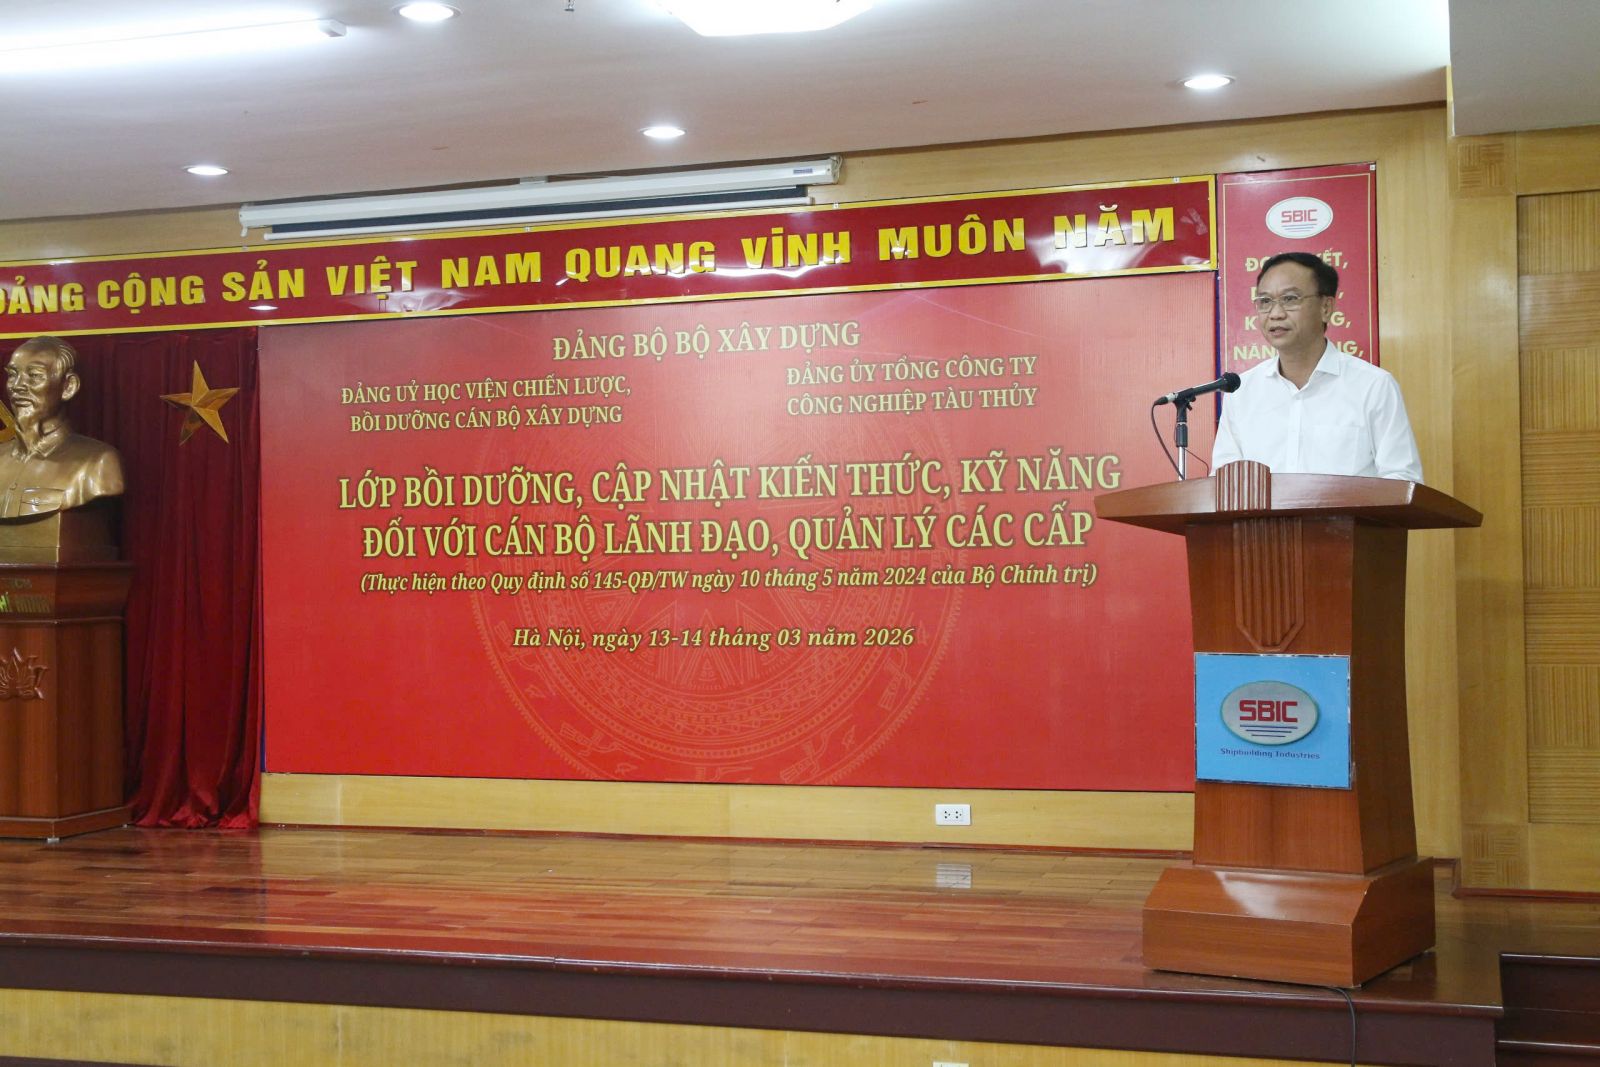 ĐẢNG CỘNG SẢN VIỆT NAM QUANG VINH MUÔN NĂM
ĐẢNG BỘ BỘ XÂY DỰNG
ĐẢNG UỶ HỌC VIỆN CHIẾN LƯỢC,
BỒI DƯỠNG CÁN BỘ XÂY DỰNG
ĐẢNG ỦY TỔNG CÔNG TY
CÔNG NGHIỆP TÀU THỦY
LỚP BỒI DƯỠNG, CẬP NHẬT KIẾN THỨC, KỸ NĂNG
ĐỐI VỚI CÁN BỘ LÃNH ĐẠO, QUẢN LÝ CÁC CẤP
(Thực hiện theo Quy định số 145-QĐ/TW ngày 10 tháng 5 năm 2024 của Bộ Chính trị)
Hà Nội, ngày 13-14 tháng 03 năm 2026
SBIC
SBIC
Shipbuilding Industries